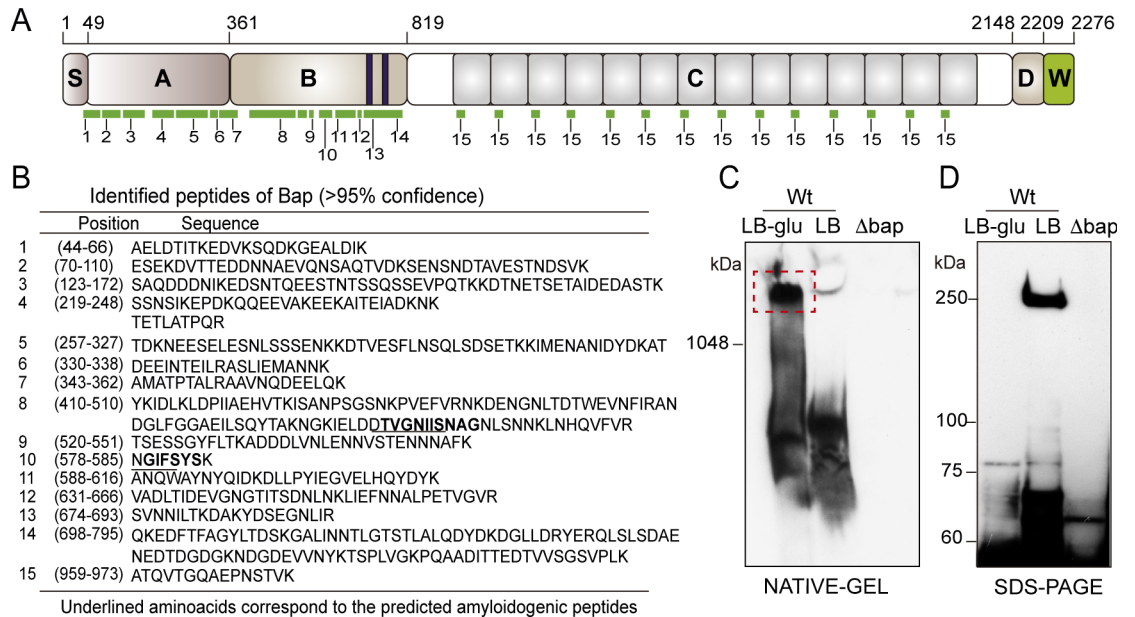 A
1 49 361 819 2148 2209 2276
S A B C D W
1 2 3 4 5 6 7 8 9 10 11 12 13 14 15 15 15 15 15 15 15 15 15 15 15 15 15 15
B
Identified peptides of Bap (>95% confidence)
Position Sequence
1 (44-66) AELDTITKEDVKSQDKGEALDIK
2 (70-110) ESEKDVTTEDDNNAEVQNSAQTVDKSENSNDTAVESTNDSVK
3 (123-172) SAQDDDNIKEDSNTQEESTNTSSQSSEVPQTKKDTNETSETAIDEDASTK
4 (219-248) SSNSIKEPDKQQEEVAKEEKAITEIADKNK
TETLATPQR
5 (257-327) TDKNEESELESNLSSSENKKDTVESFLNSQLSDSETKKIMENANIDYDKAT
6 (330-338) DEEINTEILRASLIEMANNK
7 (343-362) AMATPTALRAAVNQDEELQK
8 (410-510) YKIDLKLDPIIAEHVTKISANPSGSNKPVEFVRNKDENGNLTDTWEVNFIRAN
DGLFGGAEILSQYTAKNGKIELDDTVGNIISNAGNLSNNKLNHQVFVR
9 (520-551) TSESSGYFLTKADDDLVNLENNVSTENNNAFK
10 (578-585) NGIFSYSK
11 (588-616) ANQWAYNYQIDKDLLPYIEGVELHQYDYK
12 (631-666) VADLTIDEVGNGTITSDNLNKLIEFNNALPETVGVR
13 (674-693) SVNNILTKDAKYDSEGNLIR
14 (698-795) QKEDFTFAGYLTDSKGALINNTLGTSTLALQDYDKDGLLDRYERQLSLSDAE
NEDTDGDGKNDGDEVVNYKTSPLVGKPQAADITTEDTVVSGSVPLK
15 (959-973) ATQVTGQAEPNSTVK
Underlined aminoacids correspond to the predicted amyloidogenic peptides
C
Wt
LB-glu LB Δbap
kDa
1048
NATIVE-GEL
D
Wt
LB-glu LB Δbap
kDa
250
100
75
60
SDS-PAGE